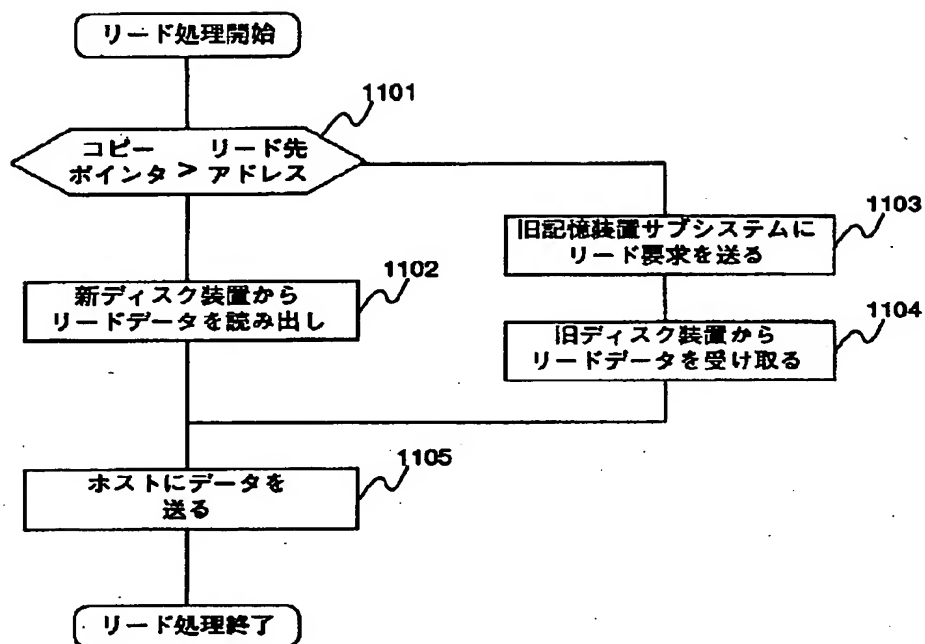 リード処理開始
1101
コピー リード先
ポインタ > アドレス
1103
旧記憶装置サブシステムに
リード要求を送る
1102
新ディスク装置から
リードデータを読み出し
1104
旧ディスク装置から
リードデータを受け取る
1105
ホストにデータを
送る
リード処理終了